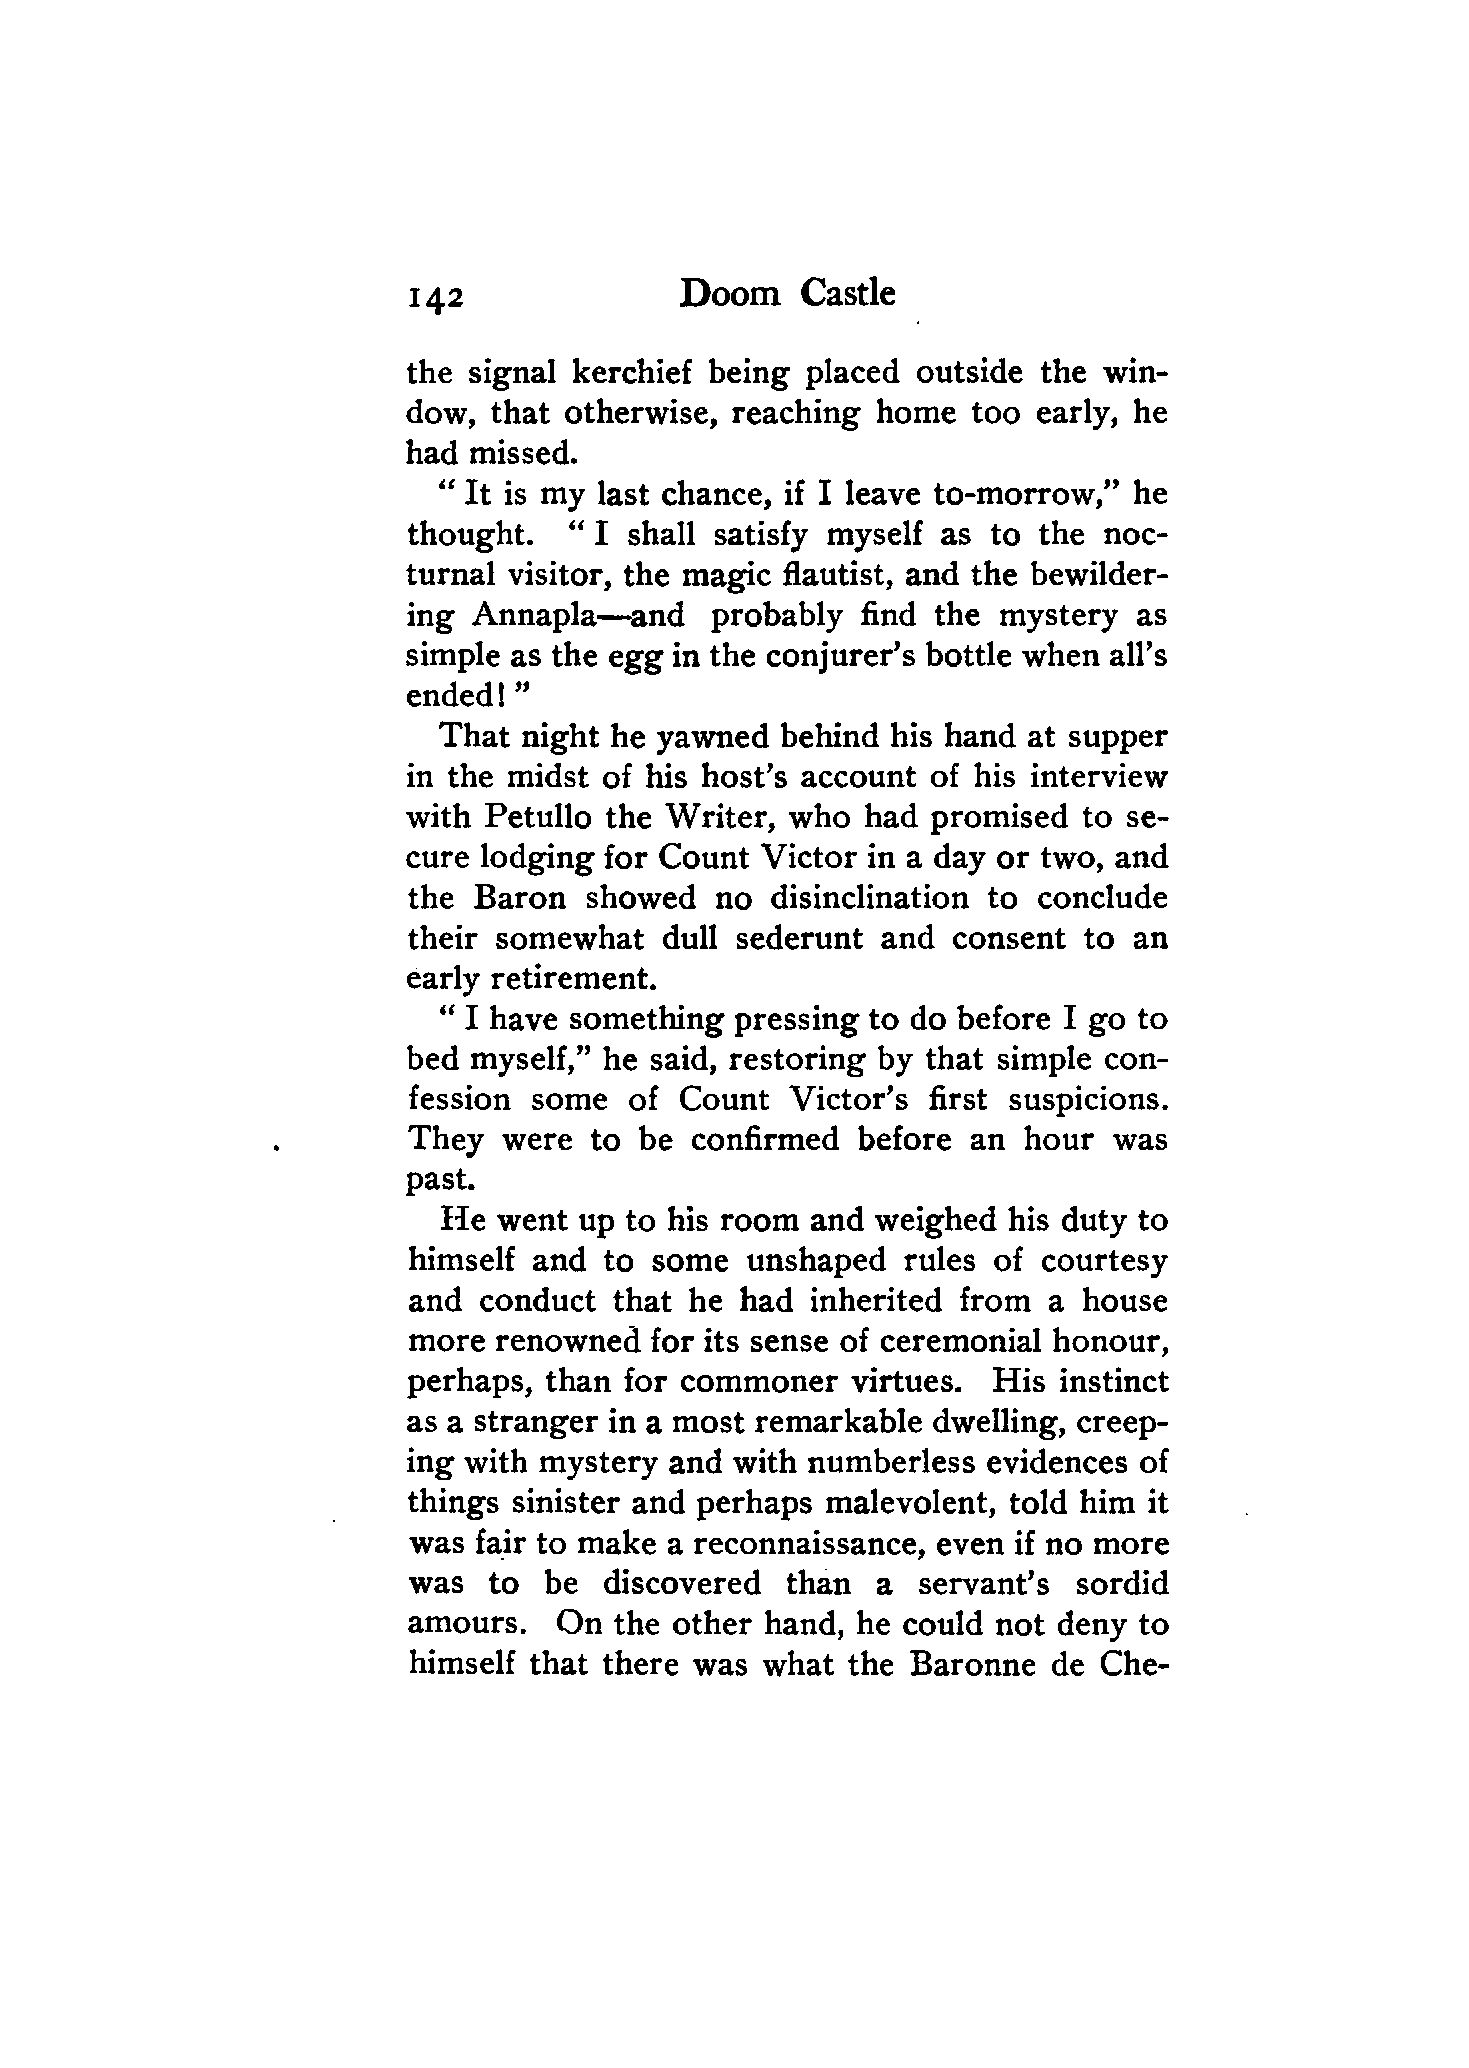 142 Doom Castle
the signal kerchief being placed outside the win-
dow, that otherwise, reaching home too early, he
had missed.
“ It is my last chance, if I leave to-morrow,” he
thought. “ I shall satisfy myself as to the noc-
turnal visitor, the magic flautist, and the bewilder-
ing Annapla—and probably find the mystery as
simple as the egg in the conjurer’s bottle when all’s
ended! ”
That night he yawned behind his hand at supper
in the midst of his host’s account of his interview
with Petullo the Writer, who had promised to se-
cure lodging for Count Victor in a day or two, and
the Baron showed no disinclination to conclude
their somewhat dull sederunt and consent to an
early retirement.
“ I have something pressing to do before I go to
bed myself,” he said, restoring by that simple con-
fession some of Count Victor’s first suspicions.
They were to be confirmed before an hour was
past.
He went up to his room and weighed his duty to
himself and to some unshaped rules of courtesy
and conduct that he had inherited from a house
more renowned for its sense of ceremonial honour,
perhaps, than for commoner virtues. His instinct
as a stranger in a most remarkable dwelling, creep-
ing with mystery and with numberless evidences of
things sinister and perhaps malevolent, told him it
was fair to make a reconnaissance, even if no more
was to be discovered than a servant’s sordid
amours. On the other hand, he could not deny to
himself that there was what the Baronne de Che-